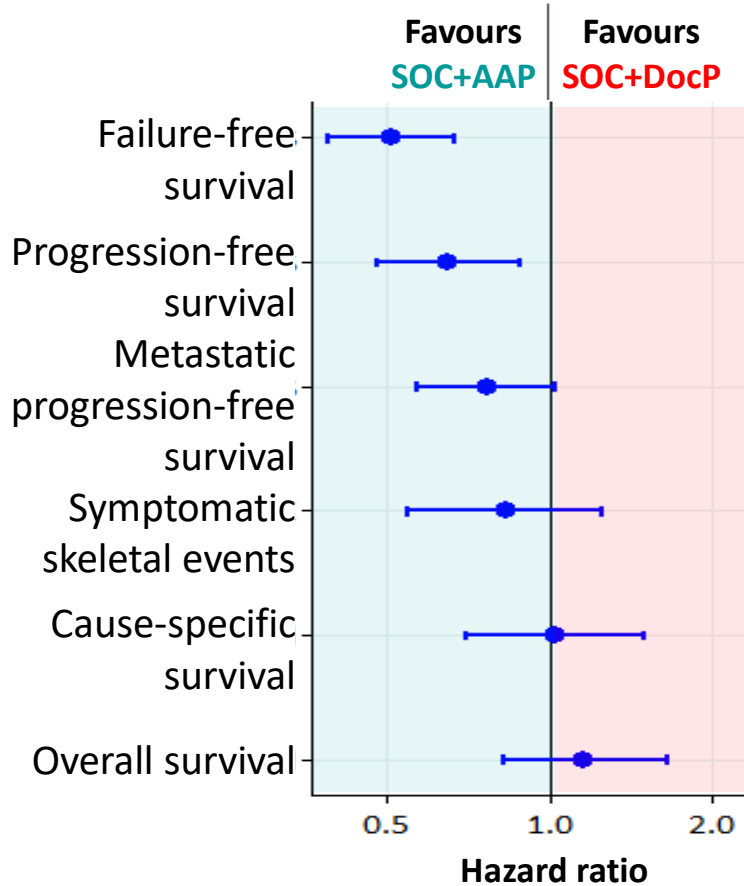 Favours Favours
SOC+AAP SOC+DocP
Failure-free
survival
Progression-free
survival
Metastatic
progression-free
survival
Symptomatic
skeletal events
Cause-specific
survival
Overall survival
0.5 1.0 2.0
Hazard ratio